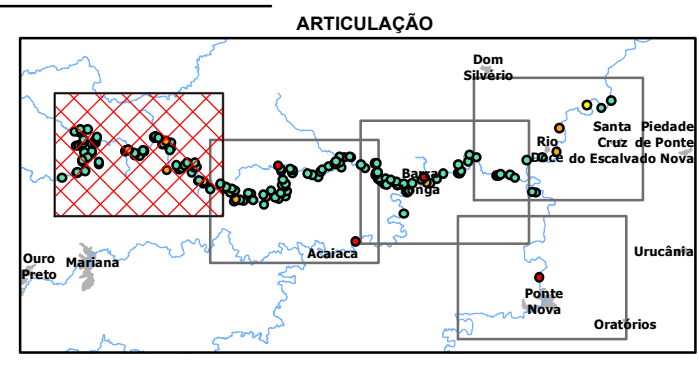 ARTICULAÇÃO
Dom
Silvério
Rio
Doce
Santa
Cruz do Escalvado
Piedade
de Ponte
Nova
Barra
Longa
Acaiaca
Ouro
Preto
Mariana
Urucânia
Ponte
Nova
Oratórios